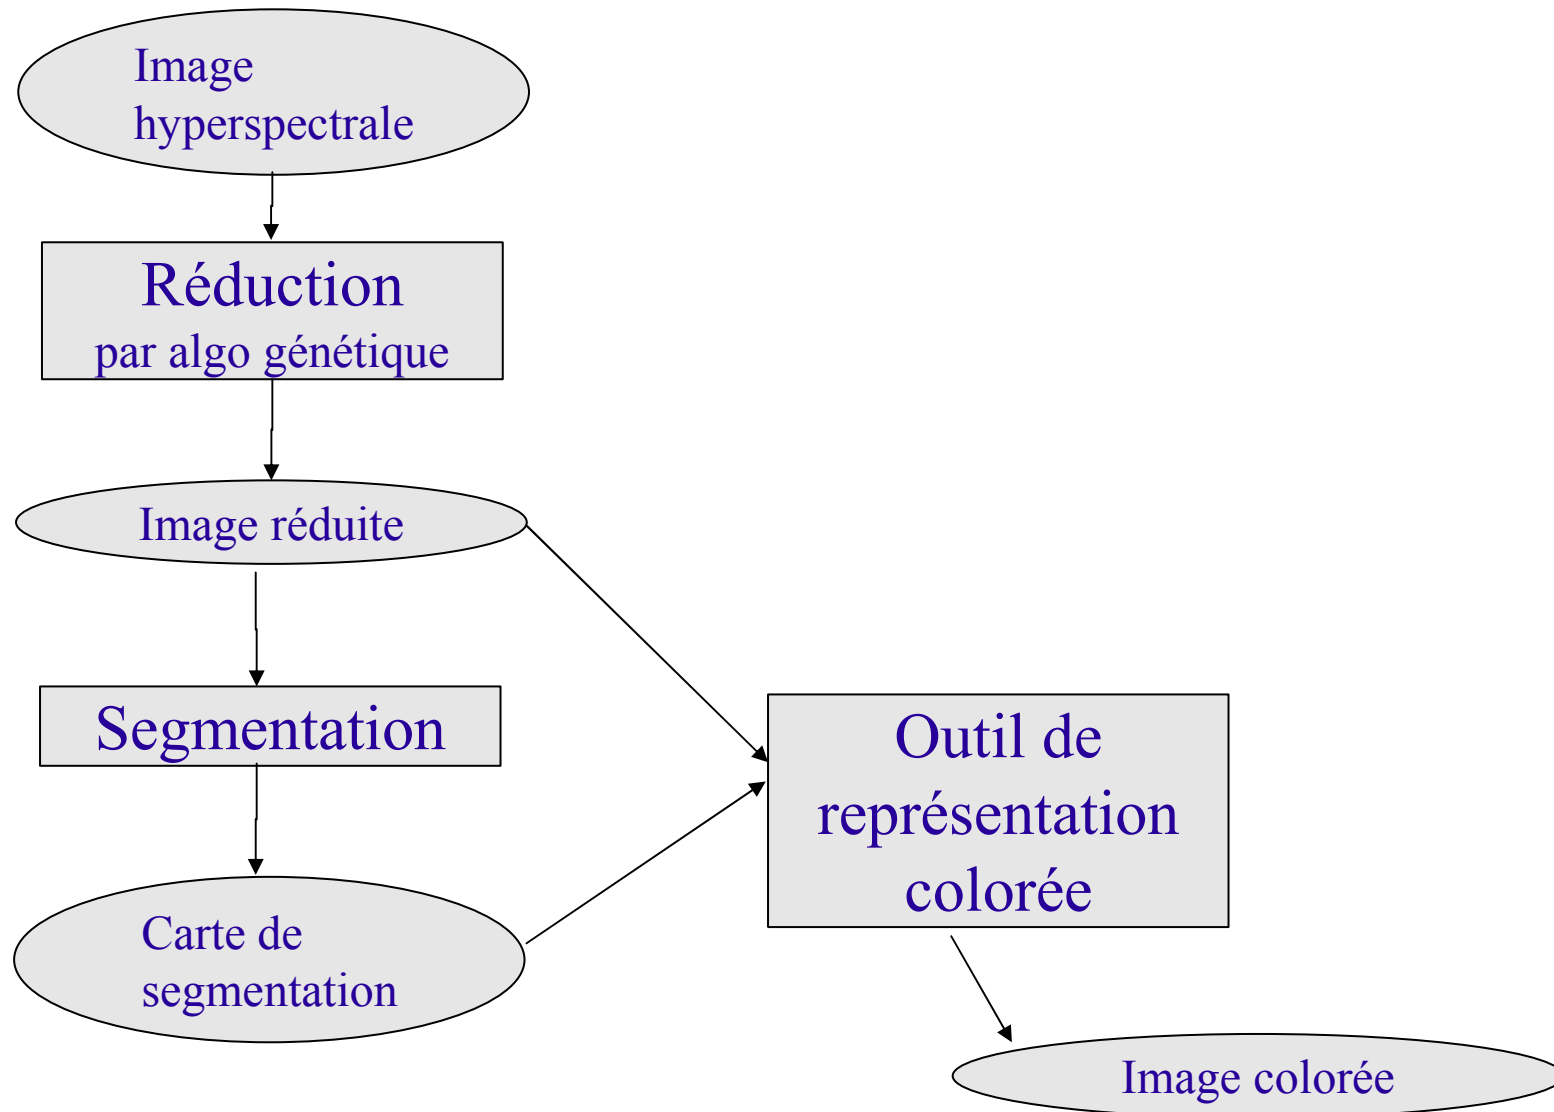 Image
hyperspectrale
Réduction
par algo génétique
Image réduite
Segmentation
Carte de
segmentation
Outil de
représentation
colorée
Image colorée